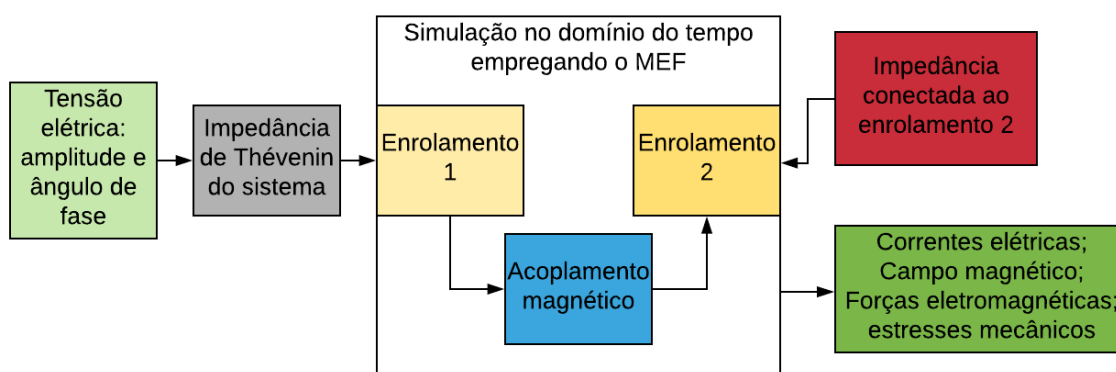 Simulação no domínio do tempo
empregando o MEF
Tensão
elétrica:
amplitude e
ângulo de
fase
Impedância
de Thévenin
do sistema
Enrolamento
1
Enrolamento
2
Impedância
conectada ao
enrolamento 2
Acoplamento
magnético
Correntes elétricas;
Campo magnético;
Forças eletromagnéticas;
estresses mecânicos